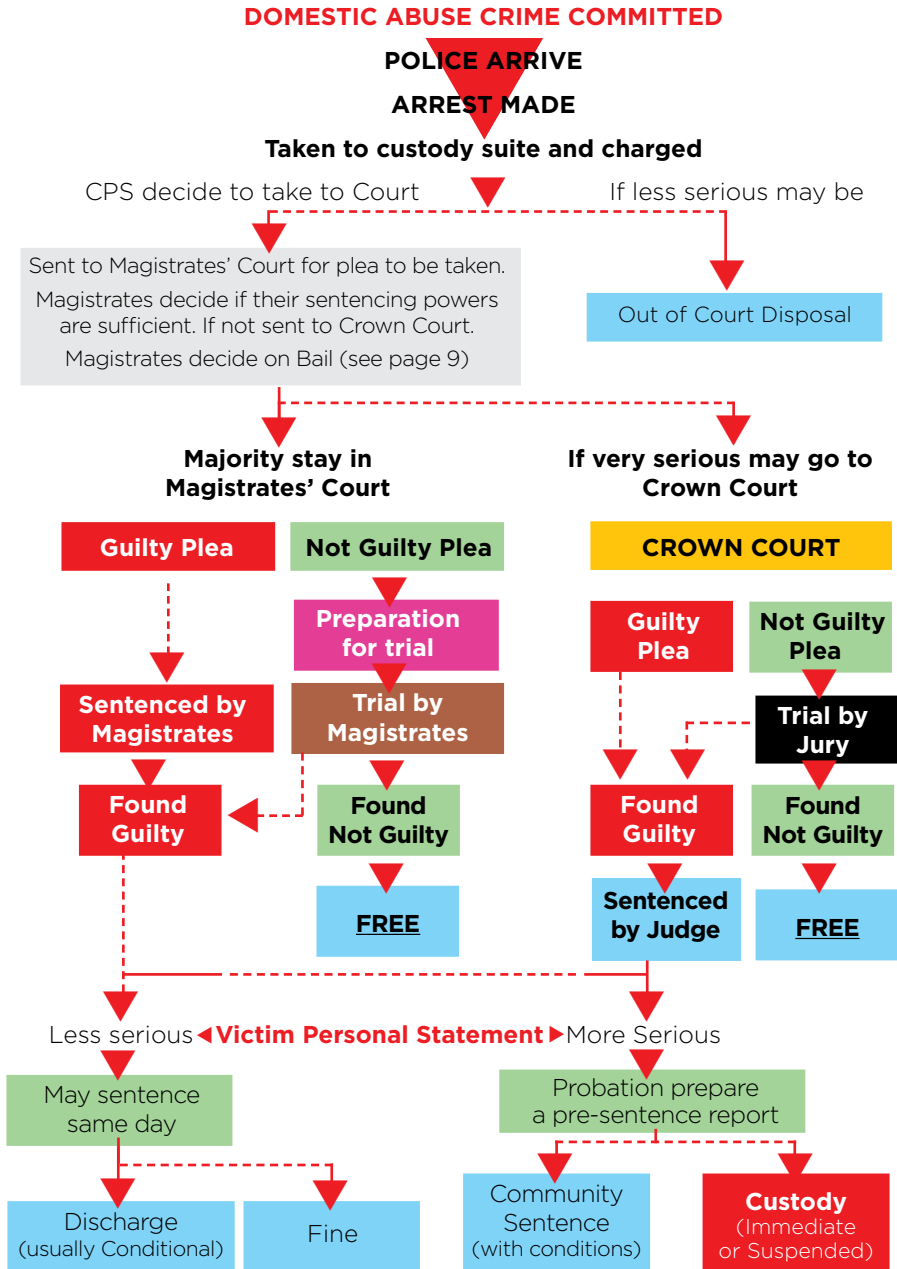 DOMESTIC ABUSE CRIME COMMITTED
POLICE ARRIVE
ARREST MADE
Taken to custody suite and charged
CPS decide to take to Court
If less serious may be
Sent to Magistrates' Court for plea to be taken.
Magistrates decide if their sentencing powers
are sufficient. If not sent to Crown Court.
Magistrates decide on Bail (see page 9)
Out of Court Disposal
Majority stay in
Magistrates' Court
If very serious may go to
Crown Court
Guilty Plea
Not Guilty Plea
CROWN COURT
Preparation
for trial
Guilty
Plea
Not Guilty
Plea
Sentenced by
Magistrates
Trial by
Magistrates
Trial by
Jury
Found
Guilty
Found
Not Guilty
Found
Guilty
Found
Not Guilty
FREE
Sentenced
by Judge
FREE
Less serious
Victim Personal Statement
More Serious
May sentence
same day
Probation prepare
a pre-sentence report
Discharge
(usually Conditional)
Fine
Community
Sentence
(with conditions)
Custody
(Immediate
or Suspended)